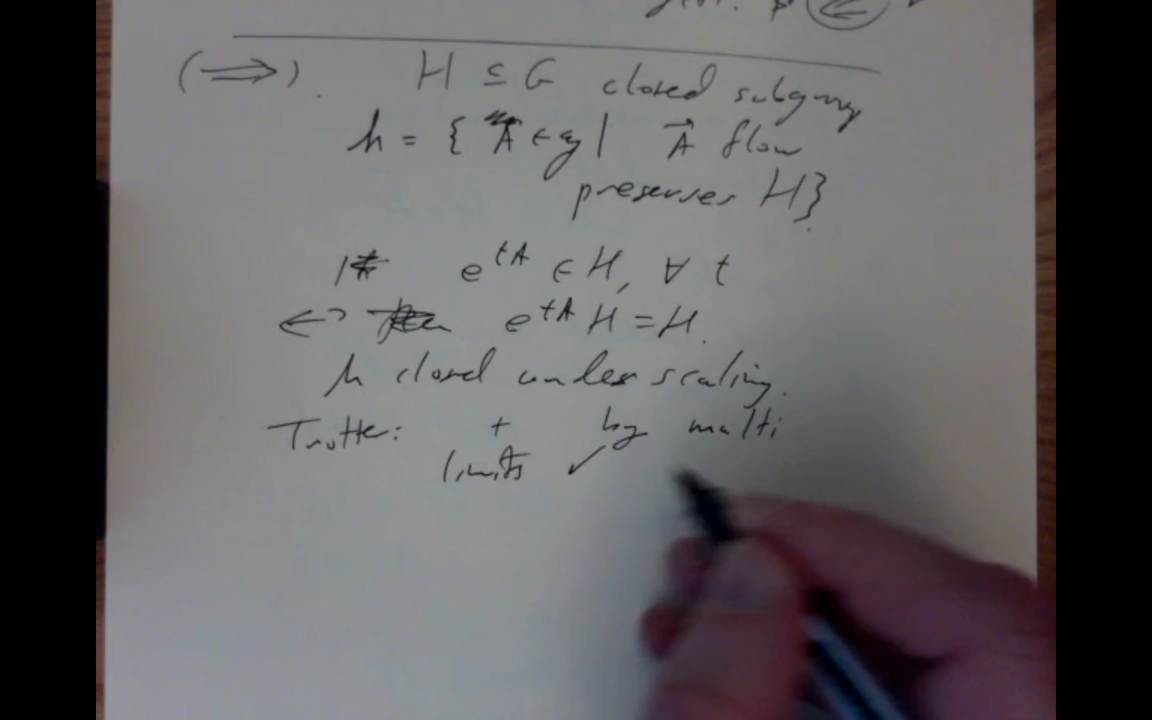 (⟹). H ⊆ G closed subgroup
h = { A ∈ g | A⃗ flow
preserves H}.
e^{tA} ∈ H, ∀ t
⟷ e^{tA} H = H.
h closed under scaling.
Trotter: + by multi
limits ✓